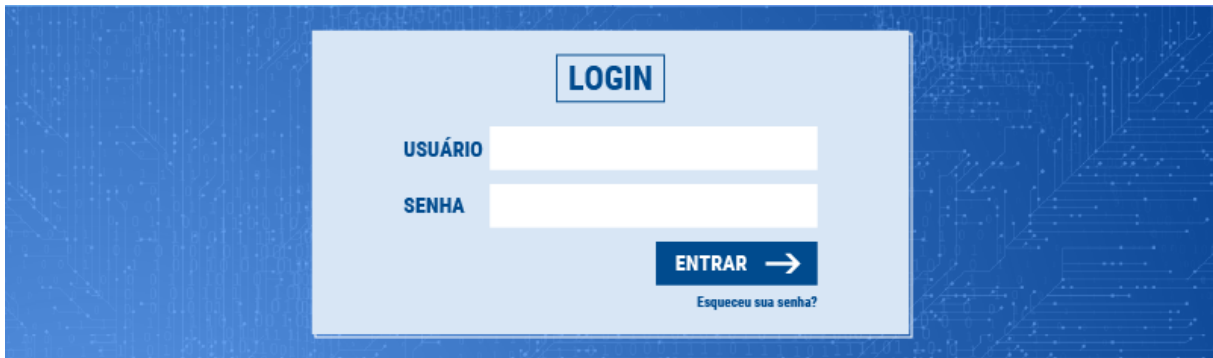 LOGIN
USUÁRIO
SENHA
ENTRAR
Esqueceu sua senha?